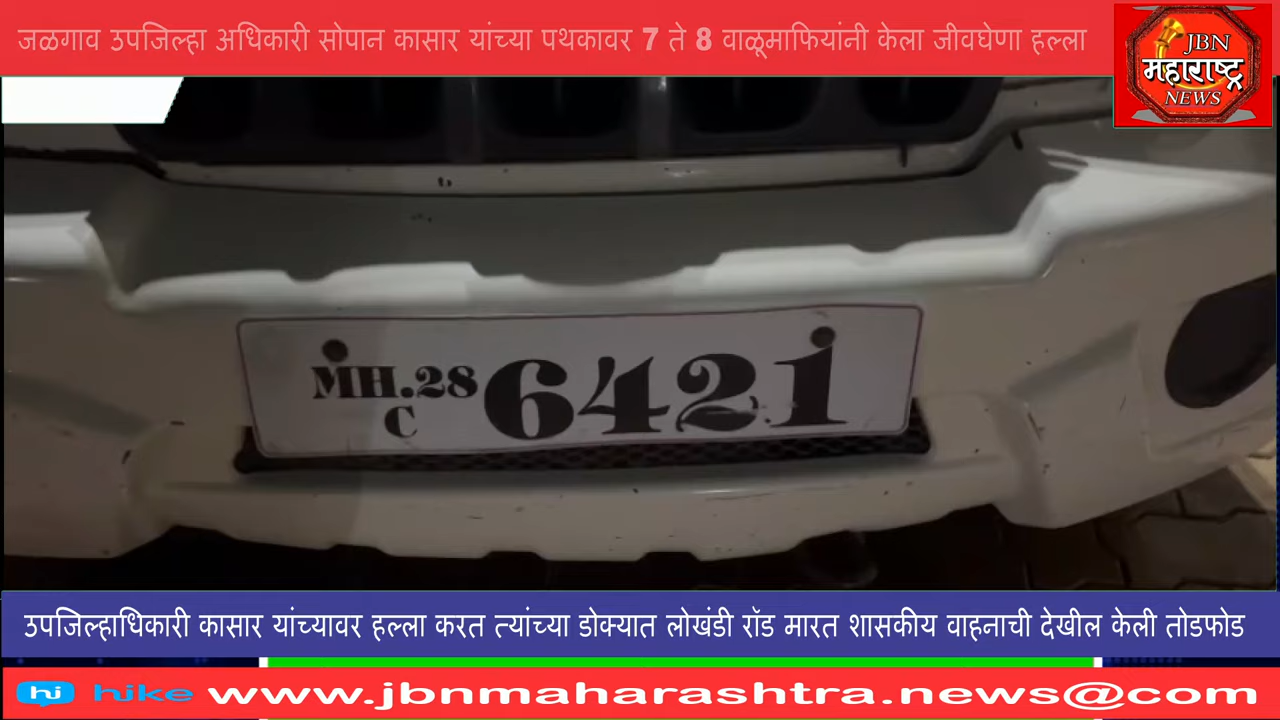 जळगाव उपजिल्हा अधिकारी सोपान कासार यांच्या पथकावर 7 ते 8 वाळूमाफियांनी केला जीवघेणा हल्ला
JBN
महाराष्ट्र
NEWS
MH.28
C
6421
उपजिल्हाधिकारी कासार यांच्यावर हल्ला करत त्यांच्या डोक्यात लोखंडी रॉड मारत शासकीय वाहनाची देखील केली तोडफोड
hi hike www.jbnmaharashtra.news@com